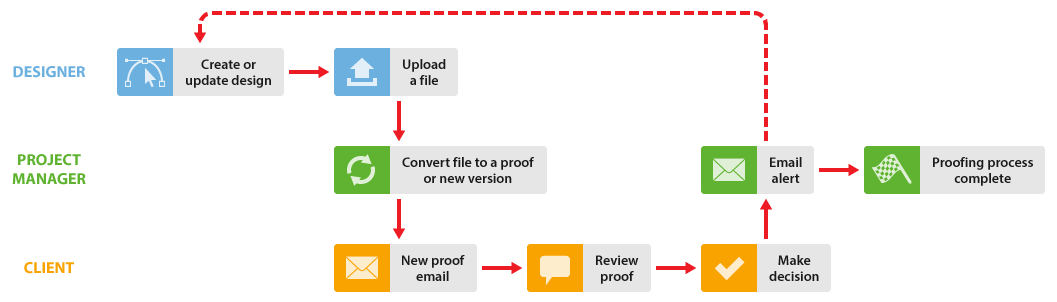 DESIGNER
Create or
update design
Upload
a file
PROJECT
MANAGER
Convert file to a proof
or new version
Email
alert
Proofing process
complete
CLIENT
New proof
email
Review
proof
Make
decision